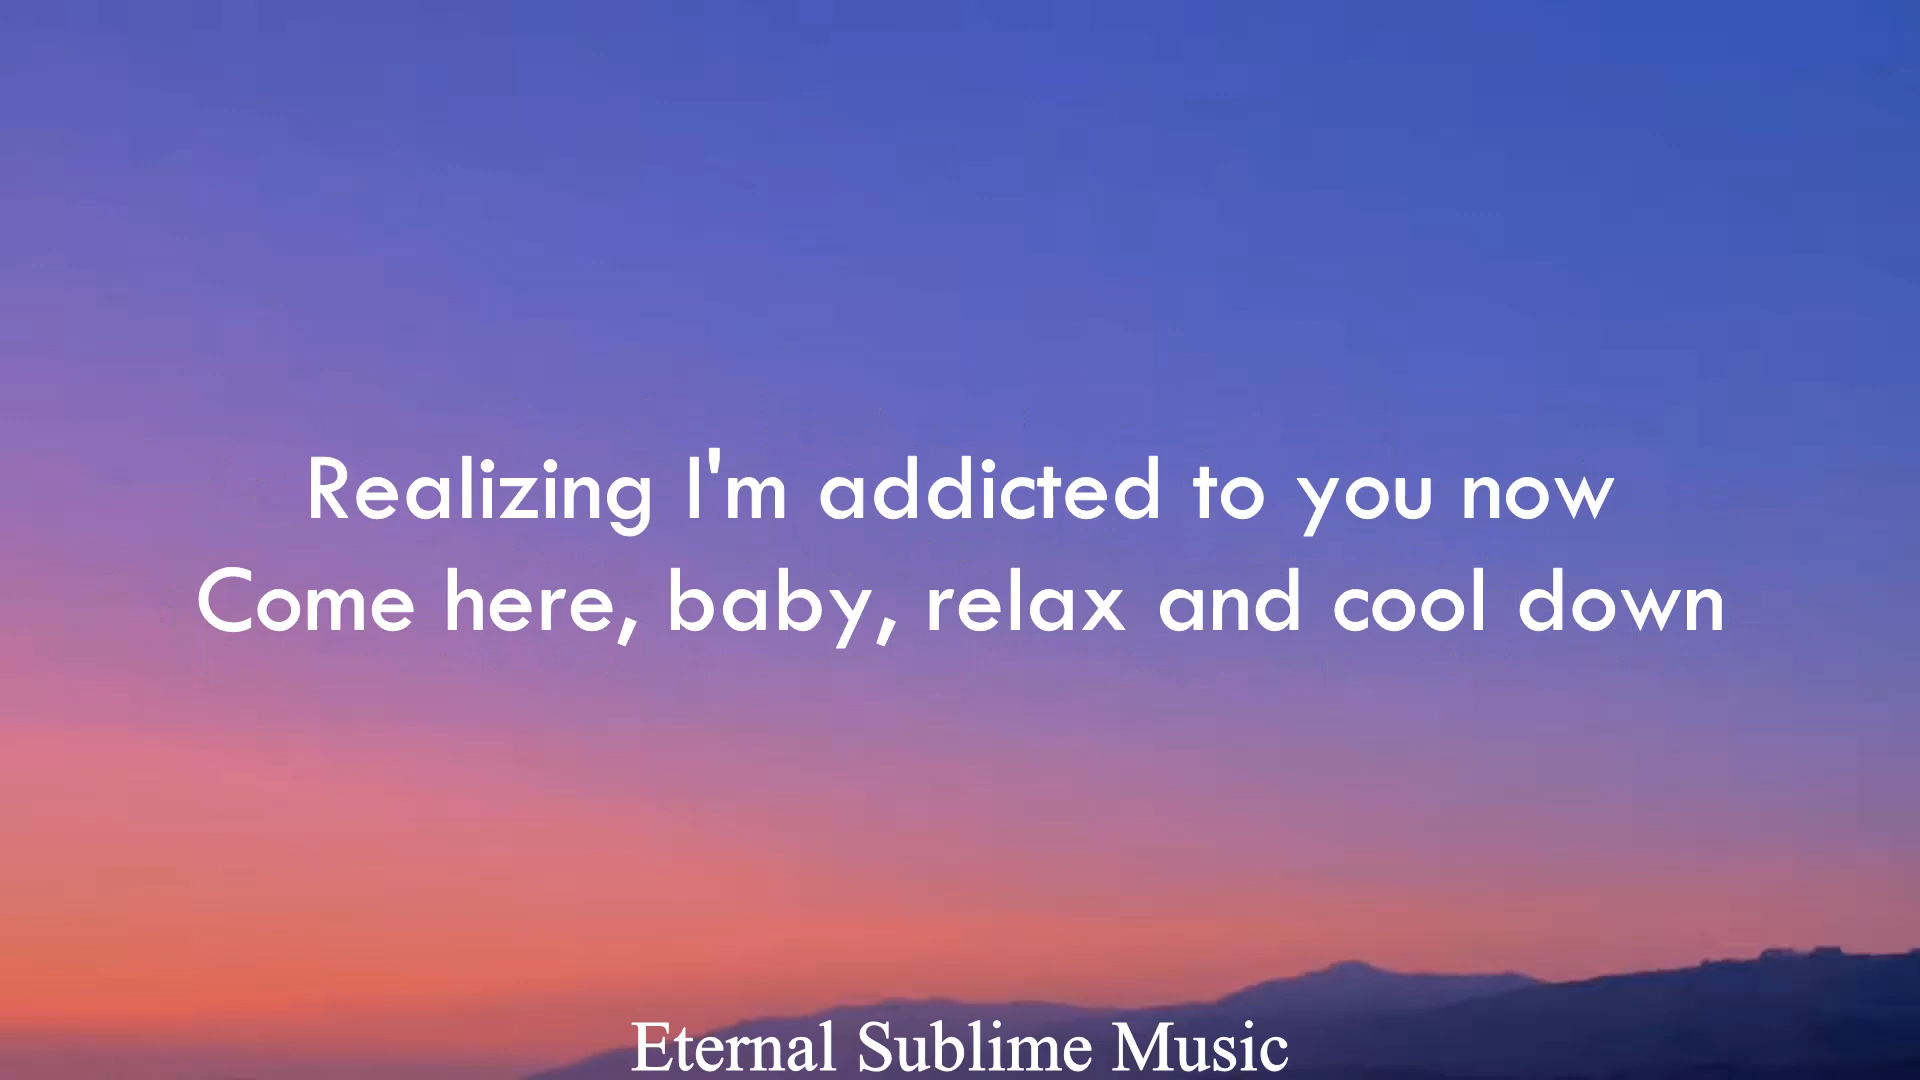 Realizing I'm addicted to you now
Come here, baby, relax and cool down
Eternal Sublime Music